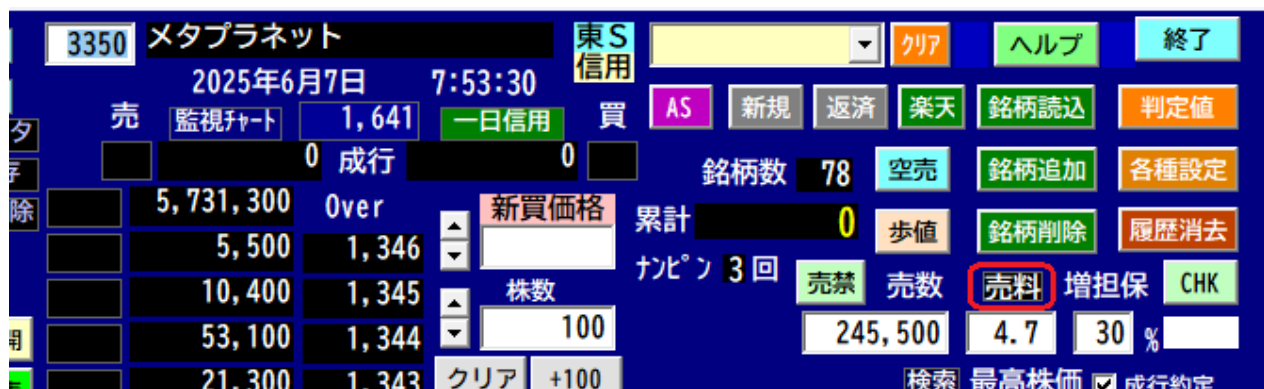 3350 メタプラネット 東S クリア ヘルプ 終了
信用
2025年6月7日 7:53:30
売 監視ﾁｬｰﾄ 1,641 一日信用 買 AS 新規 返済 楽天 銘柄読込 判定値
タ
0 成行 0 銘柄数 78 空売 銘柄追加 各種設定
存
除 5,731,300 Over 新買価格 累計 0 歩値 銘柄削除 履歴消去
5,500 1,346
ﾅﾝﾋﾟﾝ 3回 売禁 売数 売料 増担保 CHK
10,400 1,345 株数
53,100 1,344 100 245,500 4.7 30 %
開
21,300 1,343 クリア +100 検索 最高株価 成行約定